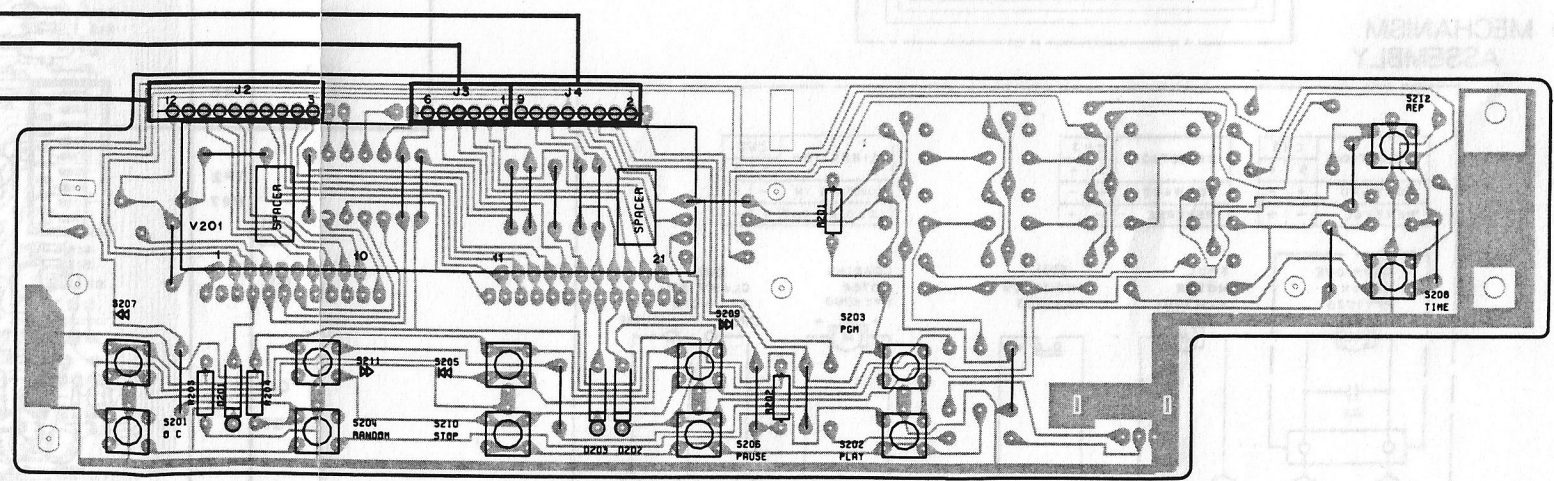 MECHANISM
ASSEMBLY
J2
J3
J4
12
3
6
1
9
2
S212
REP
SPACER
SPACER
R201
V201
1
10
11
21
S207
S209
S203
PGM
S208
TIME
S211
S205
R203
D201
R202
S201
O C
S204
RANDOM
S210
STOP
D203
D202
S206
PAUSE
S202
PLAY